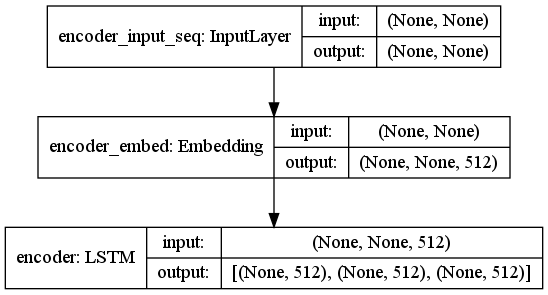 encoder_input_seq: InputLayer
input: (None, None)
output: (None, None)
encoder_embed: Embedding
input: (None, None)
output: (None, None, 512)
encoder: LSTM
input: (None, None, 512)
output: [(None, 512), (None, 512), (None, 512)]